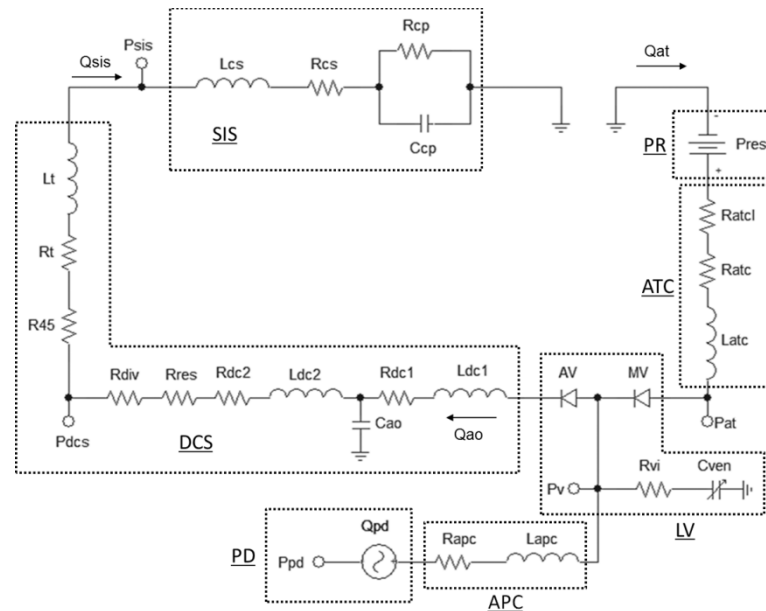 Psis
Qsis
Lcs
Rcs
Rcp
Ccp
SIS
Qat
-
PR
Pres
+
Ratcl
Ratc
ATC
Latc
Pat
Lt
Rt
R45
Rdiv
Rres
Rdc2
Ldc2
Rdc1
Ldc1
Cao
Qao
Pdcs
DCS
AV
MV
Rvi
Cven
Pv
LV
PD
Ppd
Qpd
Rapc
Lapc
APC